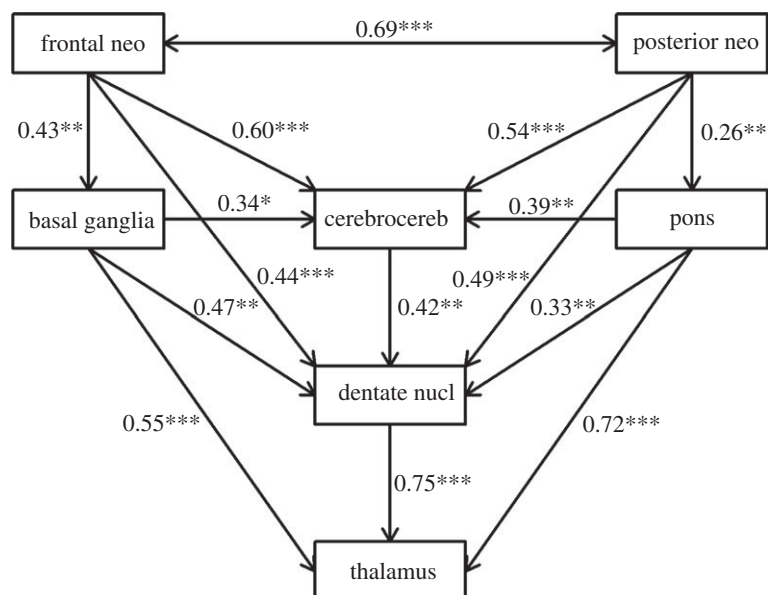 frontal neo
0.69***
posterior neo
0.43**
0.60***
0.54***
0.26**
basal ganglia
0.34*
cerebrocereb
0.39**
pons
0.44***
0.47**
0.42**
0.49***
0.33**
dentate nucl
0.55***
0.72***
0.75***
thalamus